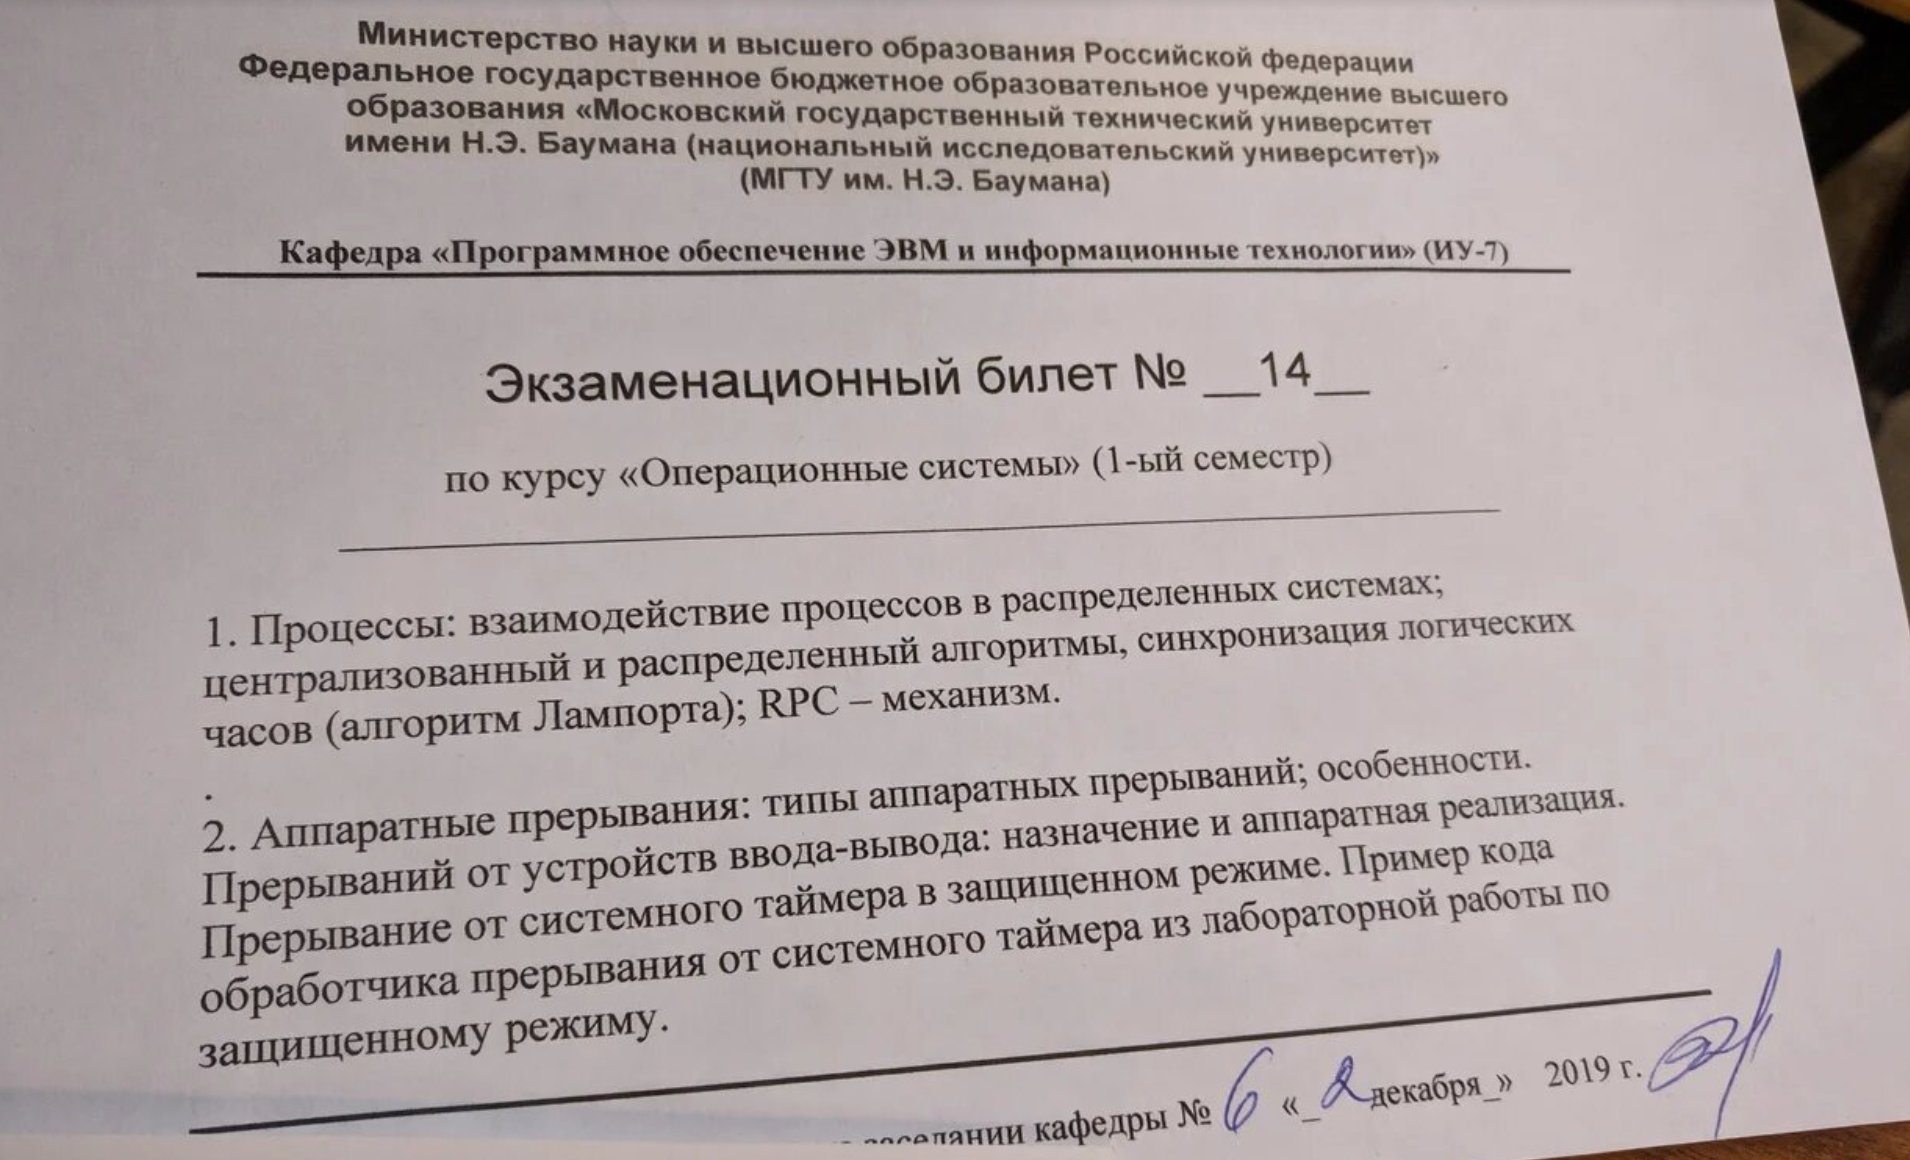 Министерство науки и высшего образования Российской федерации
Федеральное государственное бюджетное образовательное учреждение высшего
образования «Московский государственный технический университет
имени Н.Э. Баумана (национальный исследовательский университет)»
(МГТУ им. Н.Э. Баумана)
Кафедра «Программное обеспечение ЭВМ и информационные технологии» (ИУ-7)
Экзаменационный билет № __14__
по курсу «Операционные системы» (1-ый семестр)
1. Процессы: взаимодействие процессов в распределенных системах;
централизованный и распределенный алгоритмы, синхронизация логических
часов (алгоритм Лампорта); RPC – механизм.
.
2. Аппаратные прерывания: типы аппаратных прерываний; особенности.
Прерываний от устройств ввода-вывода: назначение и аппаратная реализация.
Прерывание от системного таймера в защищенном режиме. Пример кода
обработчика прерывания от системного таймера из лабораторной работы по
защищенному режиму.
заседании кафедры № 6 «_2 декабря_» 2019 г.